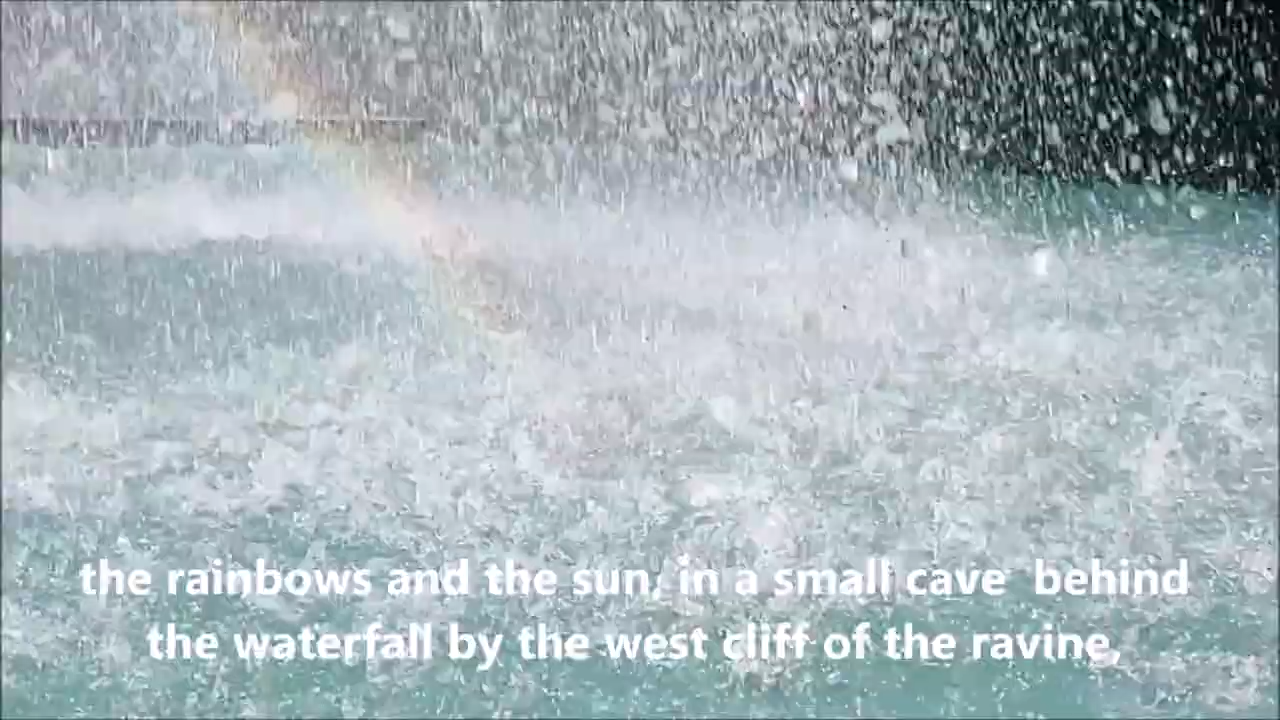 the rainbows and the sun, in a small cave  behind
the waterfall by the west cliff of the ravine,